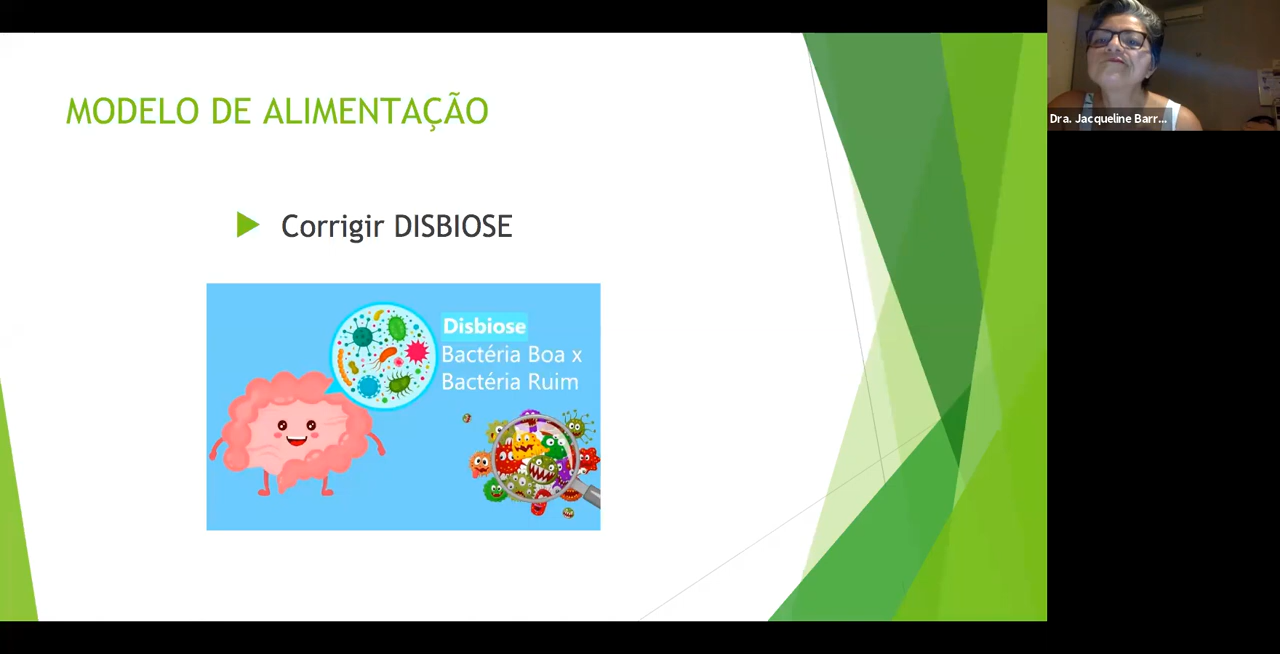 MODELO DE ALIMENTAÇÃO
Corrigir DISBIOSE
Disbiose
Bactéria Boa x
Bactéria Ruim
Dra. Jacqueline Barr...